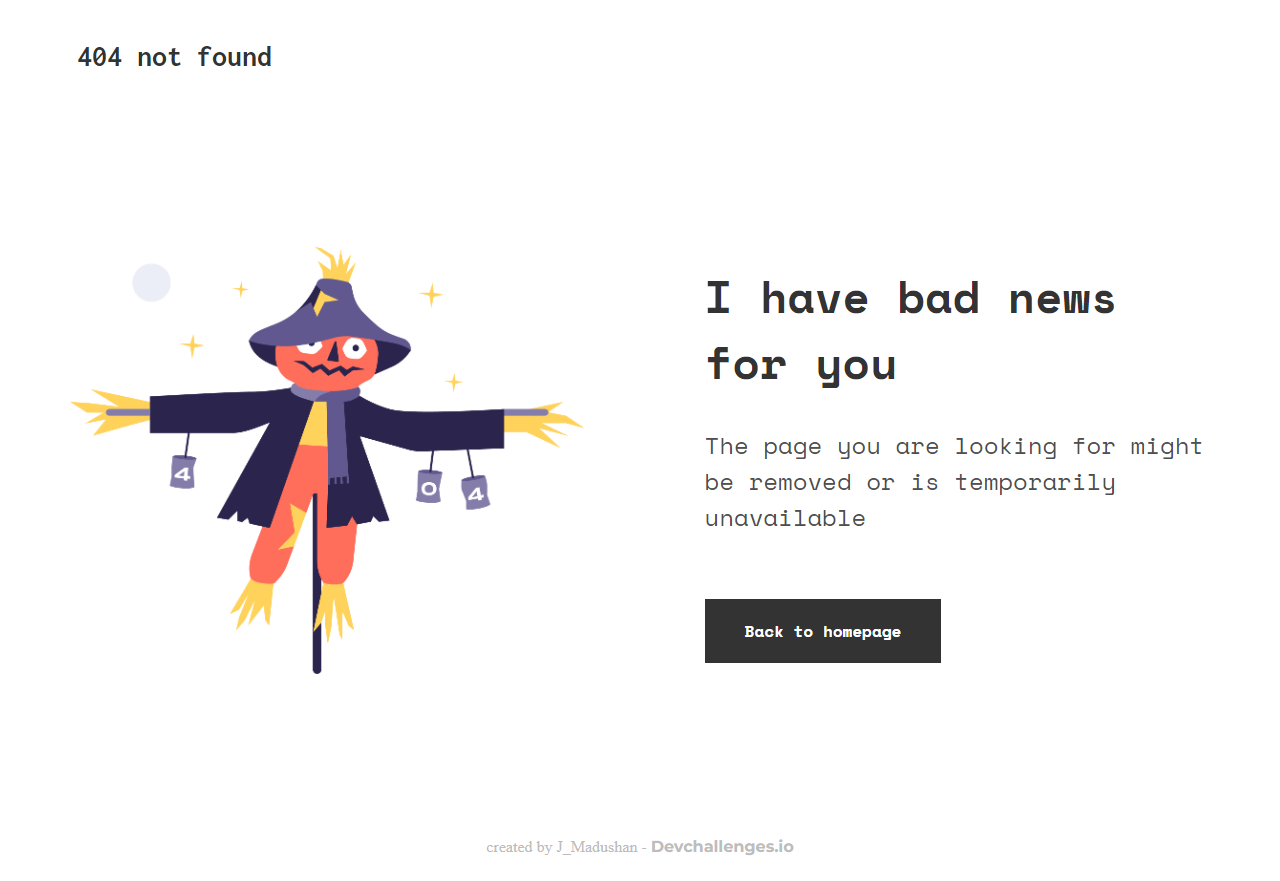 404 not found
4
0
4
I have bad news
for you
The page you are looking for might
be removed or is temporarily
unavailable
Back to homepage
created by J_Madushan - Devchallenges.io